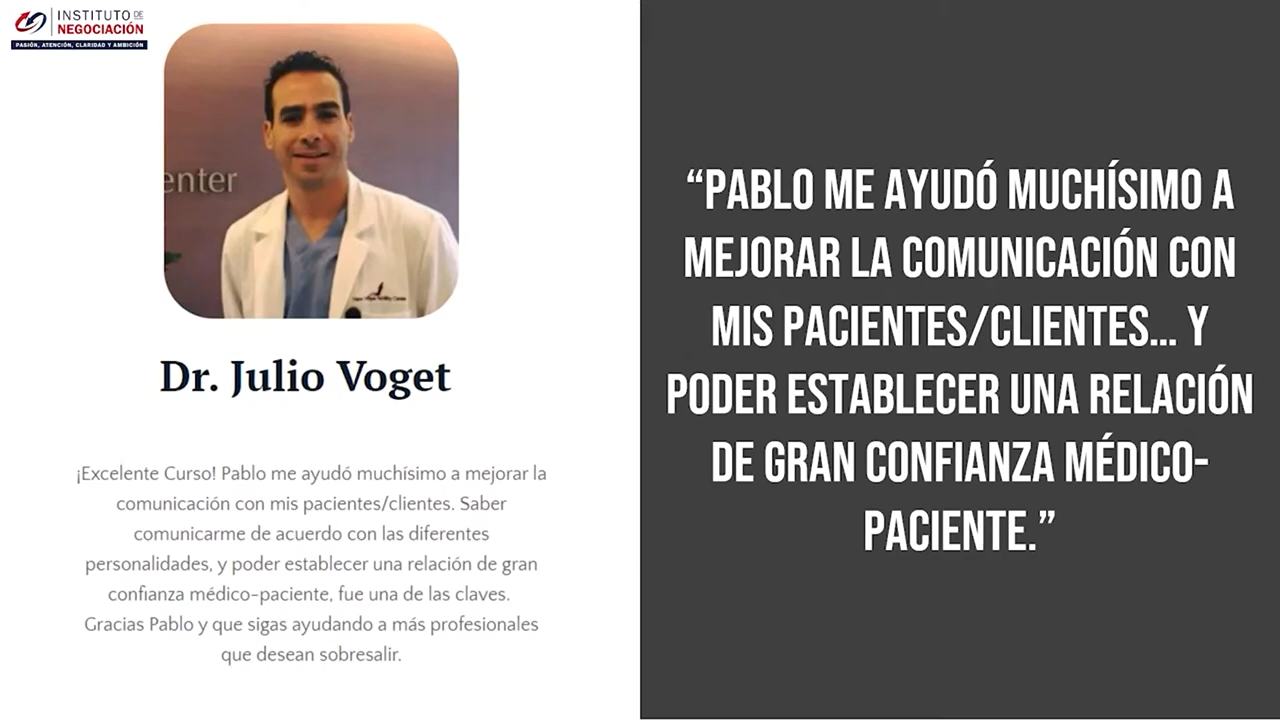 INSTITUTO DE
NEGOCIACIÓN
PASIÓN, ATENCIÓN, CLARIDAD Y AMBICIÓN
enter
Dr. Julio Voget
¡Excelente Curso! Pablo me ayudó muchísimo a mejorar la
comunicación con mis pacientes/clientes. Saber
comunicarme de acuerdo con las diferentes
personalidades, y poder establecer una relación de gran
confianza médico-paciente, fue una de las claves.
Gracias Pablo y que sigas ayudando a más profesionales
que desean sobresalir.
“PABLO ME AYUDÓ MUCHÍSIMO A
MEJORAR LA COMUNICACIÓN CON
MIS PACIENTES/CLIENTES... Y
PODER ESTABLECER UNA RELACIÓN
DE GRAN CONFIANZA MÉDICO-
PACIENTE.”